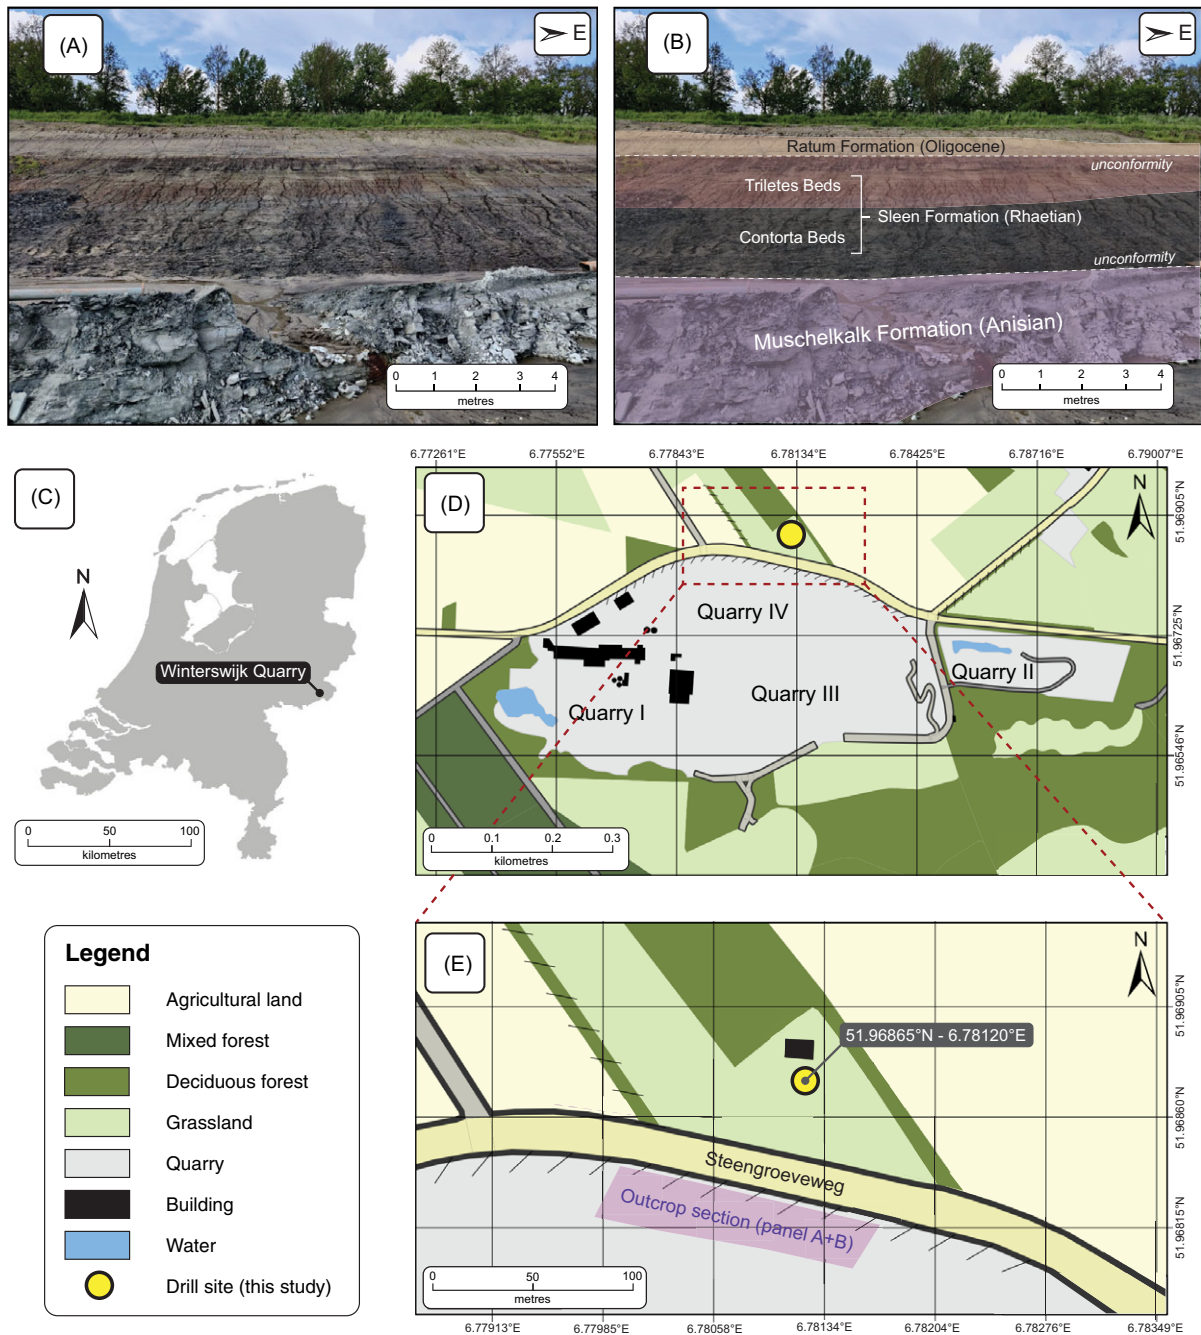 (A)
E
0 1 2 3 4
metres
(B)
E
Ratum Formation (Oligocene)
unconformity
Triletes Beds
Sleen Formation (Rhaetian)
Contorta Beds
unconformity
Muschelkalk Formation (Anisian)
0 1 2 3 4
metres
(C)
N
Winterswijk Quarry
0 50 100
kilometres
6.77261°E 6.77552°E 6.77843°E 6.78134°E 6.78425°E 6.78716°E 6.79007°E
(D)
N
51.96905°N
51.96725°N
51.96546°N
Quarry IV
Quarry II
Quarry III
Quarry I
0 0.1 0.2 0.3
kilometres
Legend
Agricultural land
Mixed forest
Deciduous forest
Grassland
Quarry
Building
Water
Drill site (this study)
(E)
N
51.96865°N - 6.78120°E
Steengroeveweg
Outcrop section (panel A+B)
0 50 100
metres
51.96905°N
51.96860°N
51.96815°N
6.77913°E 6.77985°E 6.78058°E 6.78134°E 6.78204°E 6.78276°E 6.78349°E